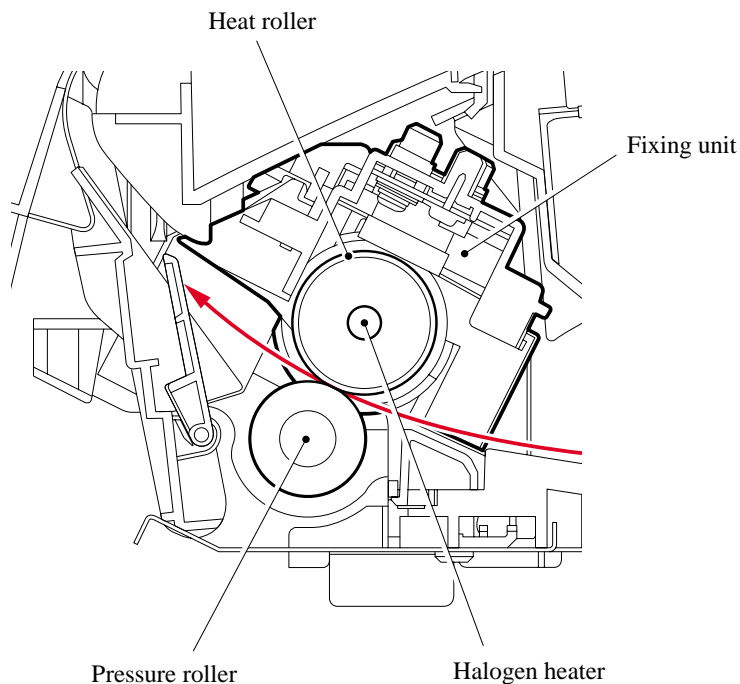 Heat roller
Fixing unit
Pressure roller
Halogen heater